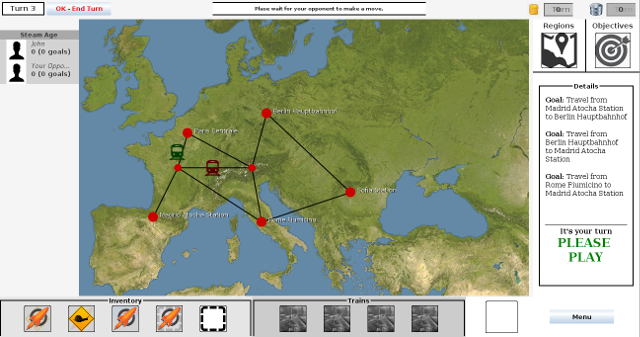 Turn 3
OK - End Turn
Please wait for your opponent to make a move.
Steam Age
John
0 (0 goals)
Your Oppo...
0 (0 goals)
Regions
Objectives
Berlin Hauptbahnhof
Paris Centrale
Sofia Station
Madrid Atocha Station
Rome Fiumicino
Details
Goal: Travel from
Madrid Atocha Station
to Berlin Hauptbahnhof
Goal: Travel from
Berlin Hauptbahnhof
to Madrid Atocha
Station
Goal: Travel from
Rome Fiumicino to
Madrid Atocha Station
It's your turn
PLEASE
PLAY
Inventory
Trains
Menu